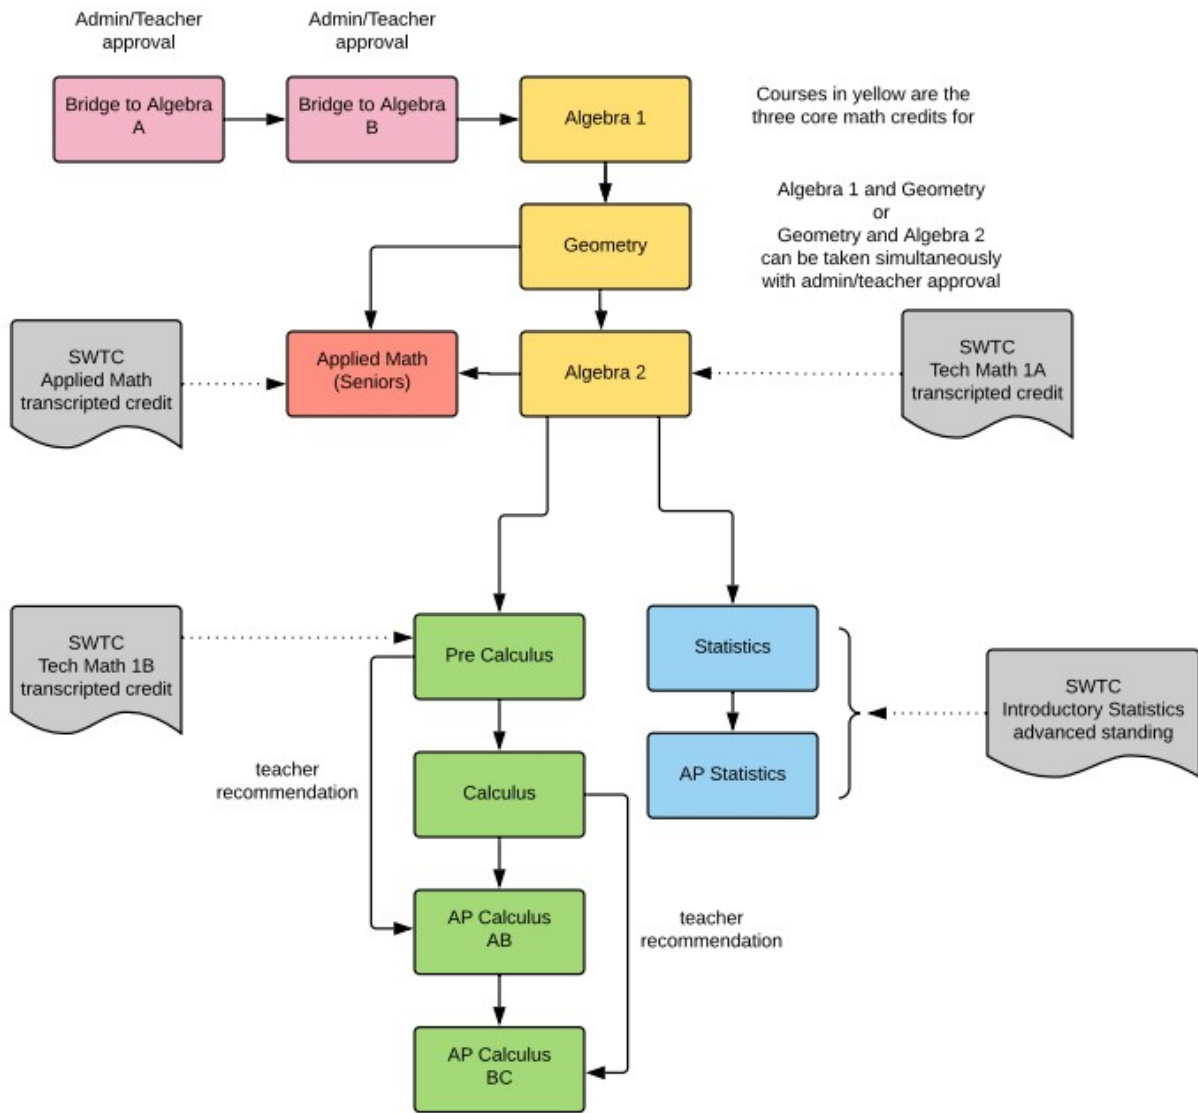 Admin/Teacher
approval
Admin/Teacher
approval
Bridge to Algebra
A
Bridge to Algebra
B
Algebra 1
Courses in yellow are the
three core math credits for
Algebra 1 and Geometry
or
Geometry and Algebra 2
can be taken simultaneously
with admin/teacher approval
Geometry
SWTC
Applied Math
transcripted credit
Applied Math
(Seniors)
Algebra 2
SWTC
Tech Math 1A
transcripted credit
SWTC
Tech Math 1B
transcripted credit
Pre Calculus
Statistics
SWTC
Introductory Statistics
advanced standing
teacher
recommendation
Calculus
AP Statistics
AP Calculus
AB
teacher
recommendation
AP Calculus
BC